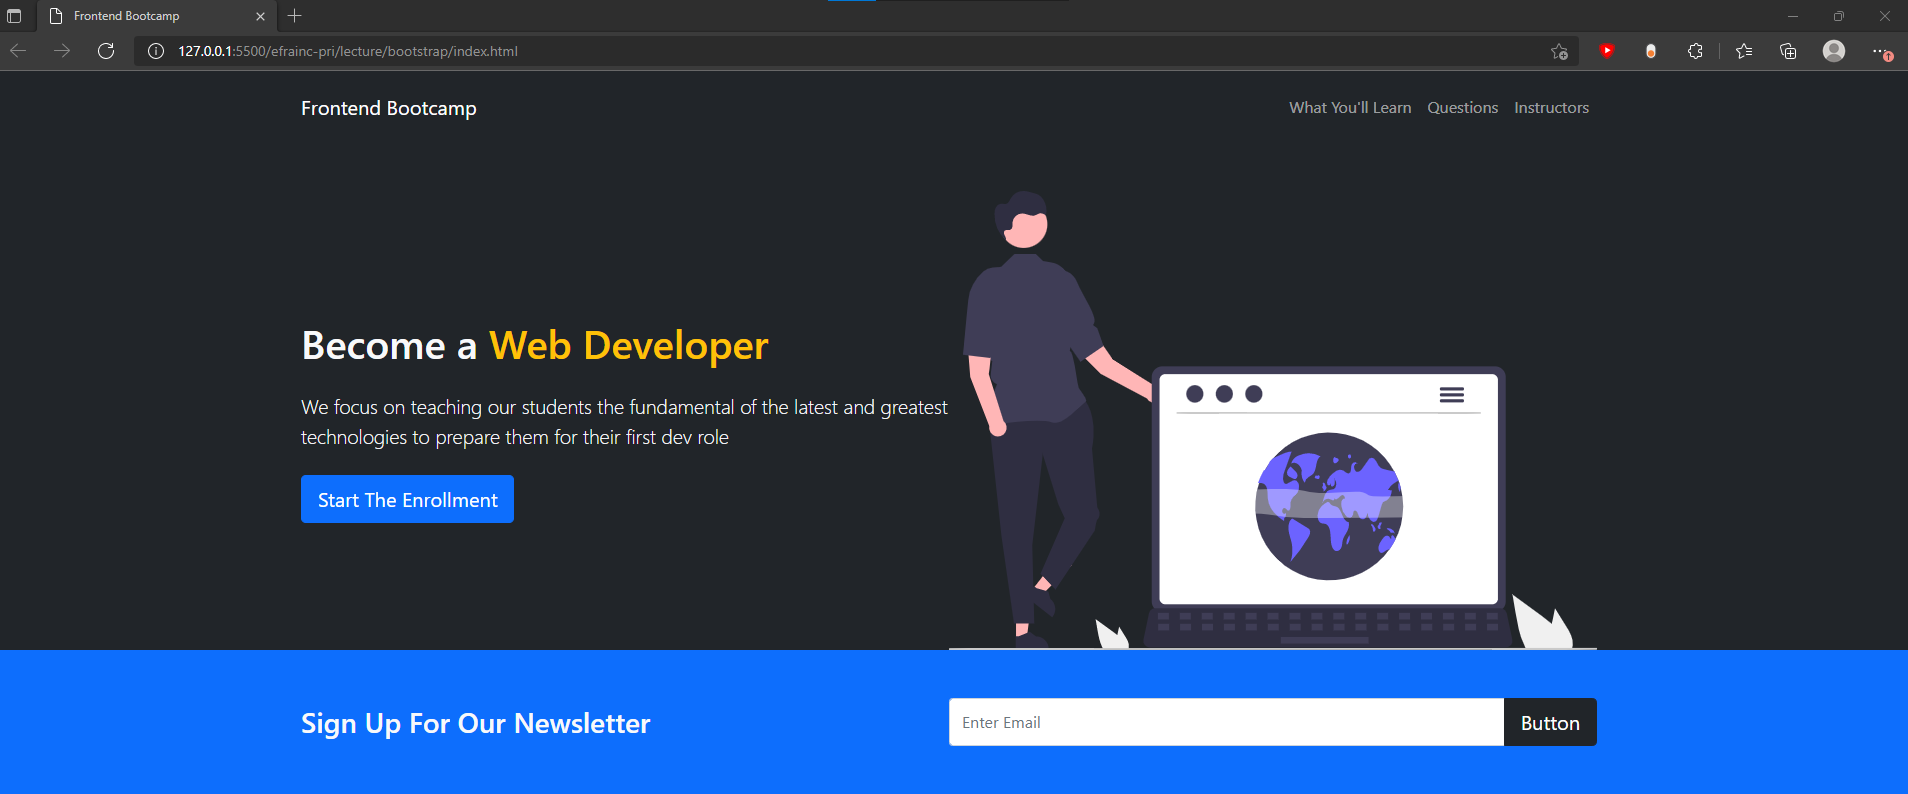 Frontend Bootcamp
127.0.0.1:5500/efrainc-pri/lecture/bootstrap/index.html
Frontend Bootcamp
What You'll Learn Questions Instructors
Become a Web Developer
We focus on teaching our students the fundamental of the latest and greatest
technologies to prepare them for their first dev role
Start The Enrollment
Sign Up For Our Newsletter
Enter Email
Button